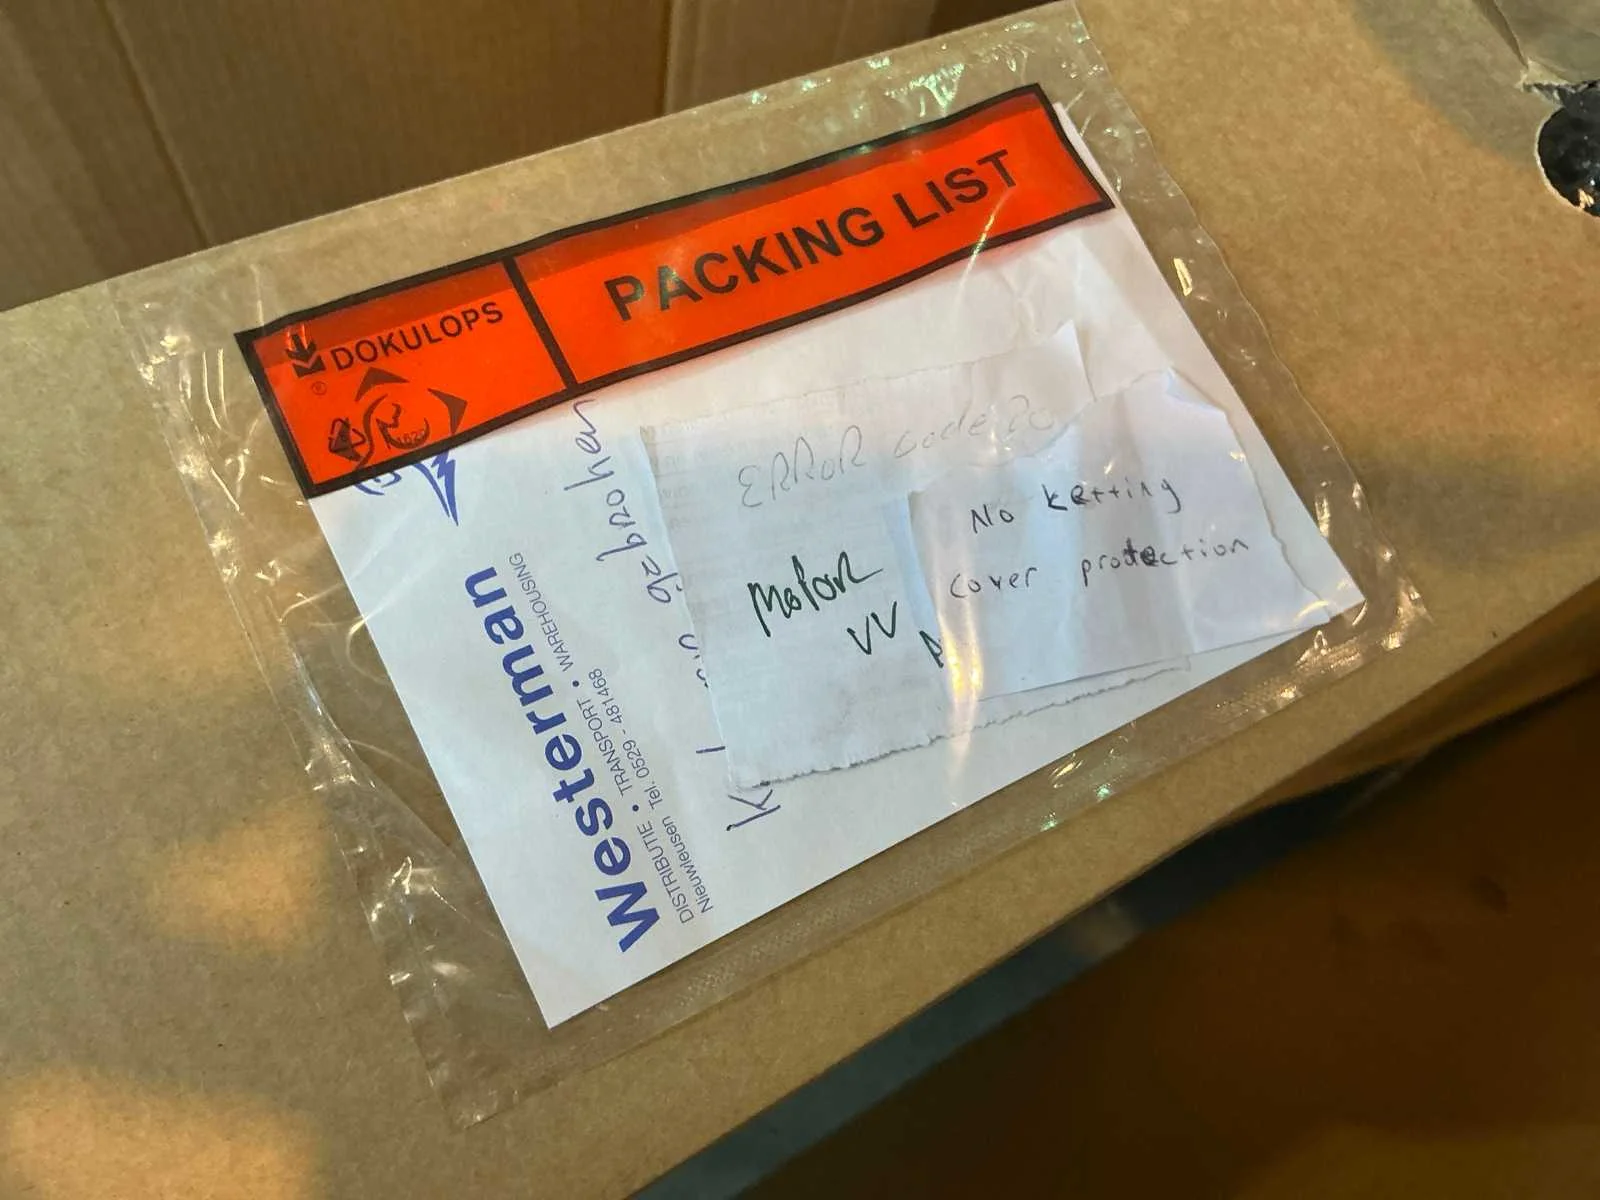 DOKULOPS
PACKING LIST
Westerman
DISTRIBUTIE • TRANSPORT • WAREHOUSING
Nieuwleusen Tel. 0529 - 481468
gebroken
ERROR code
Motor
VV
No ketting
cover protection